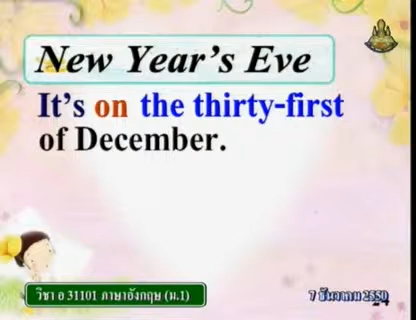 New Year's Eve
It's on the thirty-first
of December.
วิชา อ 31101 ภาษาอังกฤษ (ม.1)
7 ธันวาคม 2550
24